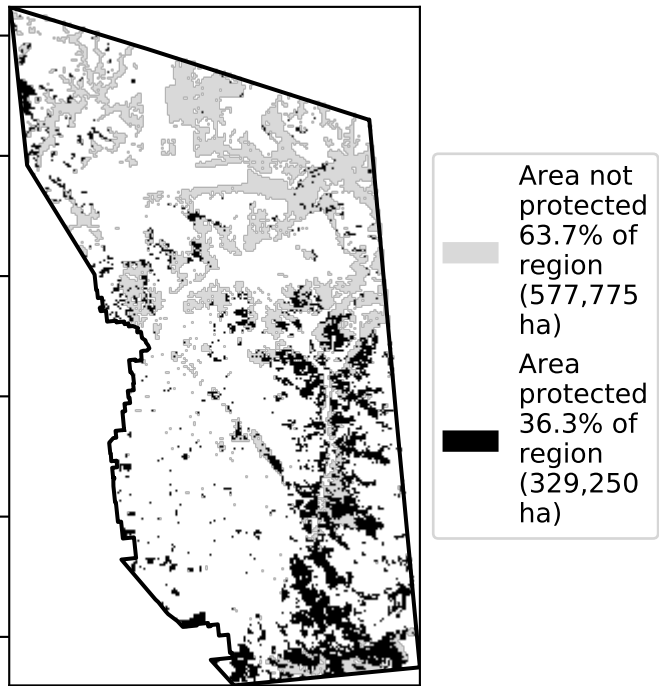 Area not
protected
63.7% of
region
(577,775
ha)
Area
protected
36.3% of
region
(329,250
ha)